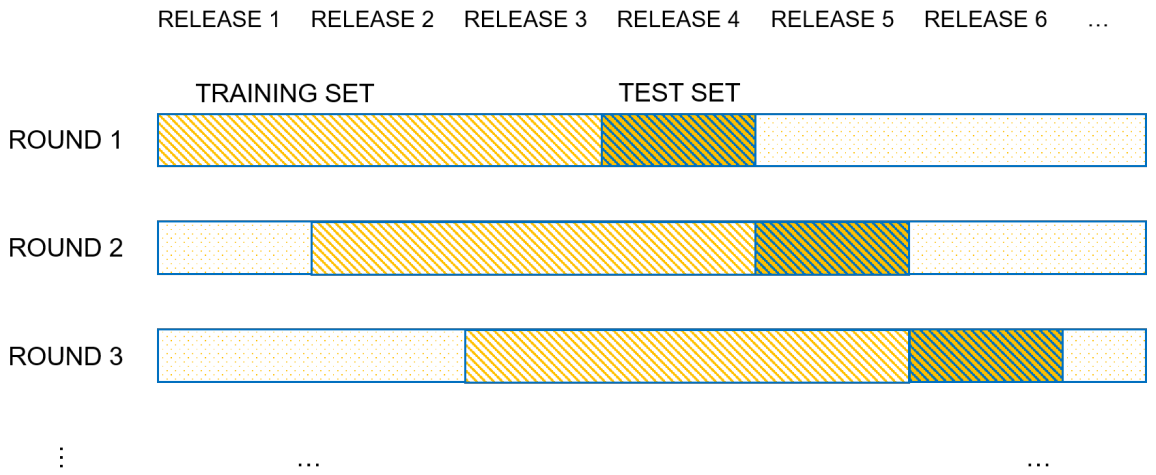 RELEASE 1 RELEASE 2 RELEASE 3 RELEASE 4 RELEASE 5 RELEASE 6 …
TRAINING SET TEST SET
ROUND 1
ROUND 2
ROUND 3
⋮ … …